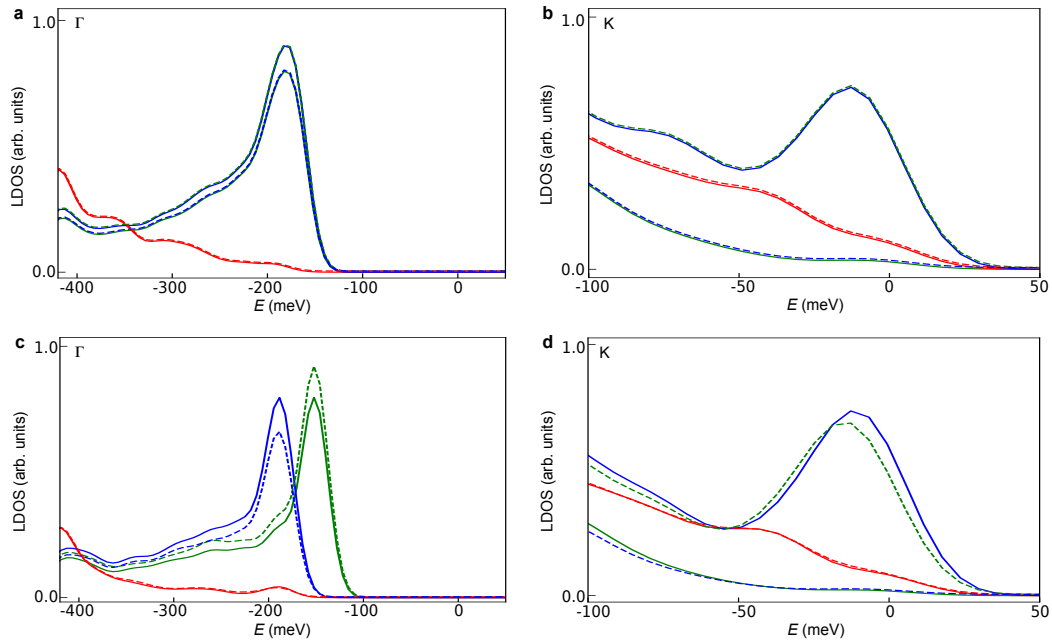 a
Γ
1.0
0.0
LDOS (arb. units)
-400 -300 -200 -100 0
E (meV)
b
K
1.0
0.0
LDOS (arb. units)
-100 -50 0 50
E (meV)
c
Γ
1.0
0.0
LDOS (arb. units)
-400 -300 -200 -100 0
E (meV)
d
K
1.0
0.0
LDOS (arb. units)
-100 -50 0 50
E (meV)